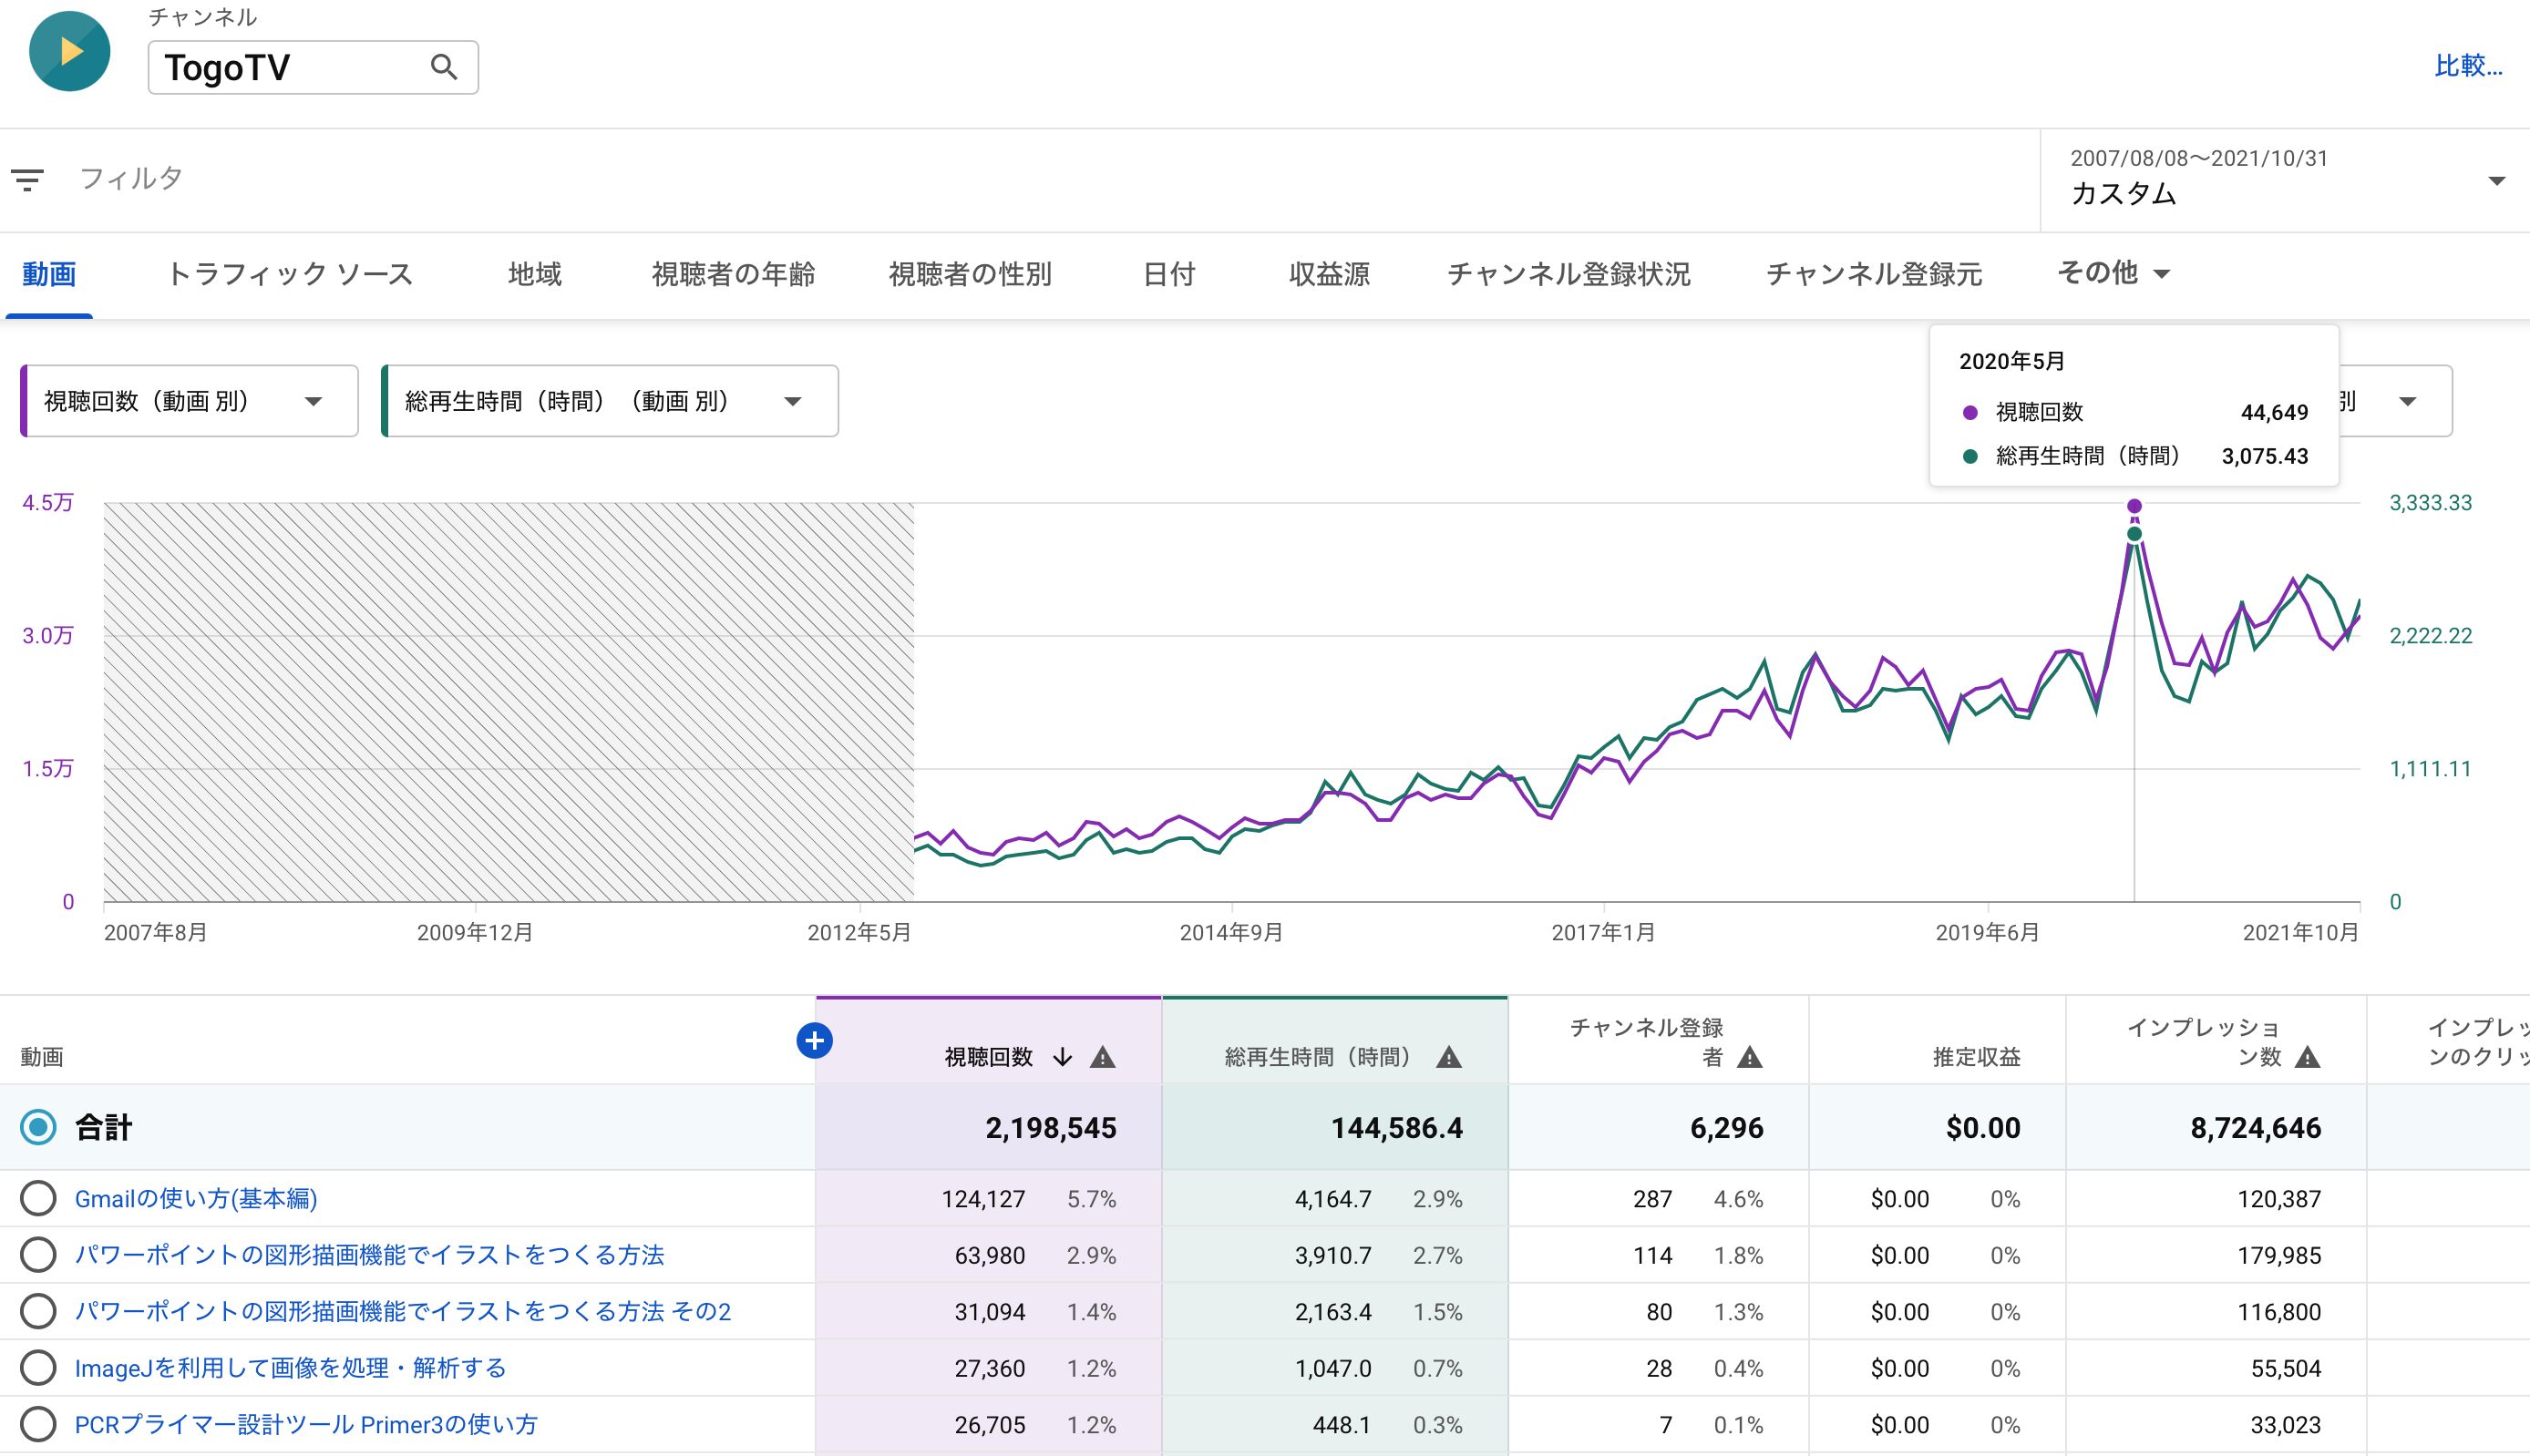 チャンネル
TogoTV
比較...
フィルタ
2007/08/08～2021/10/31
カスタム
動画 トラフィック ソース 地域 視聴者の年齢 視聴者の性別 日付 収益源 チャンネル登録状況 チャンネル登録元 その他
2020年5月
視聴回数 44,649
総再生時間（時間） 3,075.43
視聴回数（動画 別） 総再生時間（時間）（動画 別） 別
4.5万 3,333.33
3.0万 2,222.22
1.5万 1,111.11
0 0
2007年8月 2009年12月 2012年5月 2014年9月 2017年1月 2019年6月 2021年10月
動画 視聴回数 総再生時間（時間） チャンネル登録
者 推定収益 インプレッショ
ン数 インプレッ
ンのクリッ
合計 2,198,545 144,586.4 6,296 $0.00 8,724,646
Gmailの使い方(基本編) 124,127 5.7% 4,164.7 2.9% 287 4.6% $0.00 0% 120,387
パワーポイントの図形描画機能でイラストをつくる方法 63,980 2.9% 3,910.7 2.7% 114 1.8% $0.00 0% 179,985
パワーポイントの図形描画機能でイラストをつくる方法 その2 31,094 1.4% 2,163.4 1.5% 80 1.3% $0.00 0% 116,800
ImageJを利用して画像を処理・解析する 27,360 1.2% 1,047.0 0.7% 28 0.4% $0.00 0% 55,504
PCRプライマー設計ツール Primer3の使い方 26,705 1.2% 448.1 0.3% 7 0.1% $0.00 0% 33,023